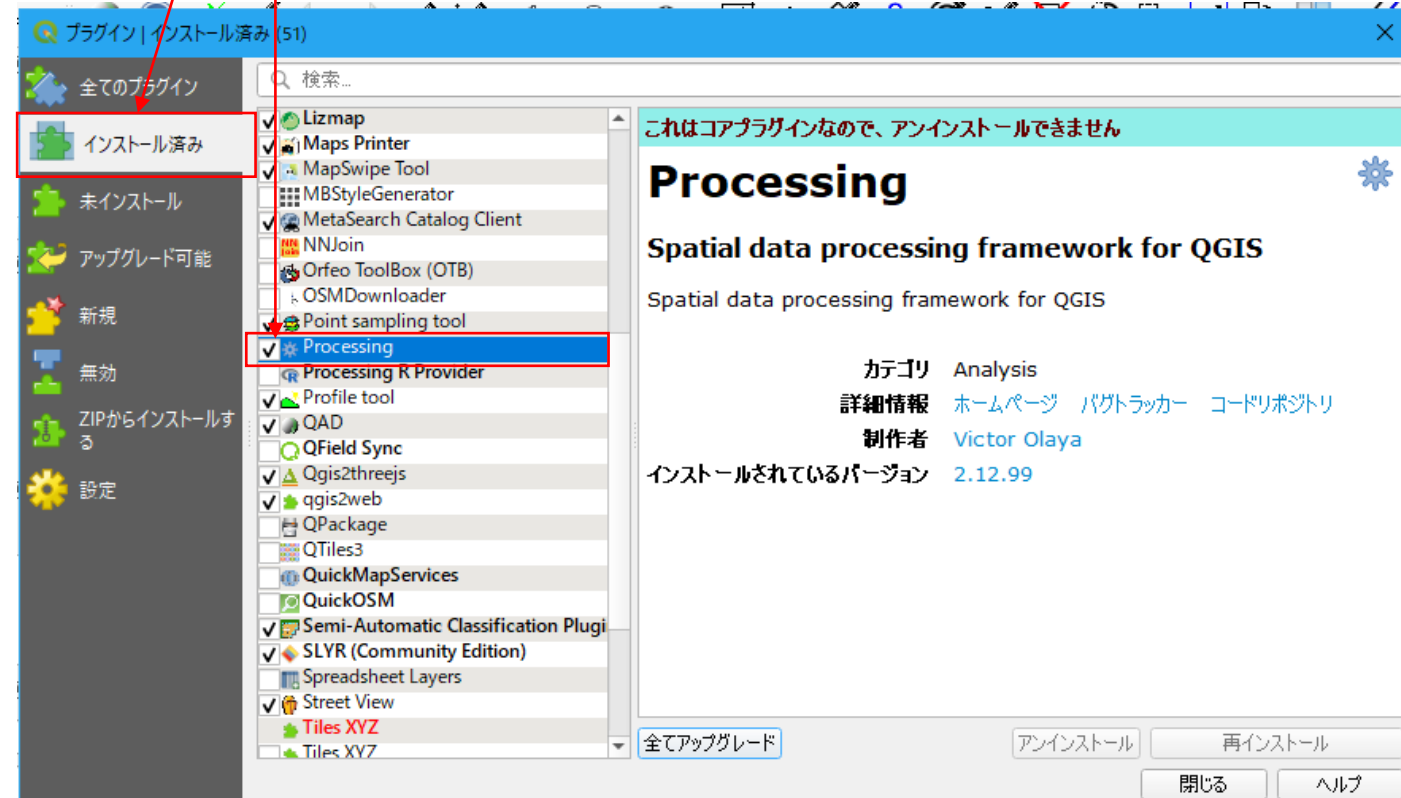 プラグイン | インストール済み (51)
全てのプラグイン
インストール済み
未インストール
アップグレード可能
新規
無効
ZIPからインストールす
る
設定
検索...
Lizmap
Maps Printer
MapSwipe Tool
MBStyleGenerator
MetaSearch Catalog Client
NNJoin
Orfeo ToolBox (OTB)
OSMDownloader
Point sampling tool
Processing
Processing R Provider
Profile tool
QAD
QField Sync
Qgis2threejs
qgis2web
QPackage
QTiles3
QuickMapServices
QuickOSM
Semi-Automatic Classification Plugi
SLYR (Community Edition)
Spreadsheet Layers
Street View
Tiles XYZ
Tiles XYZ
これはコアプラグインなので、アンインストールできません
Processing
Spatial data processing framework for QGIS
Spatial data processing framework for QGIS
カテゴリ Analysis
詳細情報 ホームページ バグトラッカー コードリポジトリ
制作者 Victor Olaya
インストールされているバージョン 2.12.99
全てアップグレード
アンインストール
再インストール
閉じる
ヘルプ